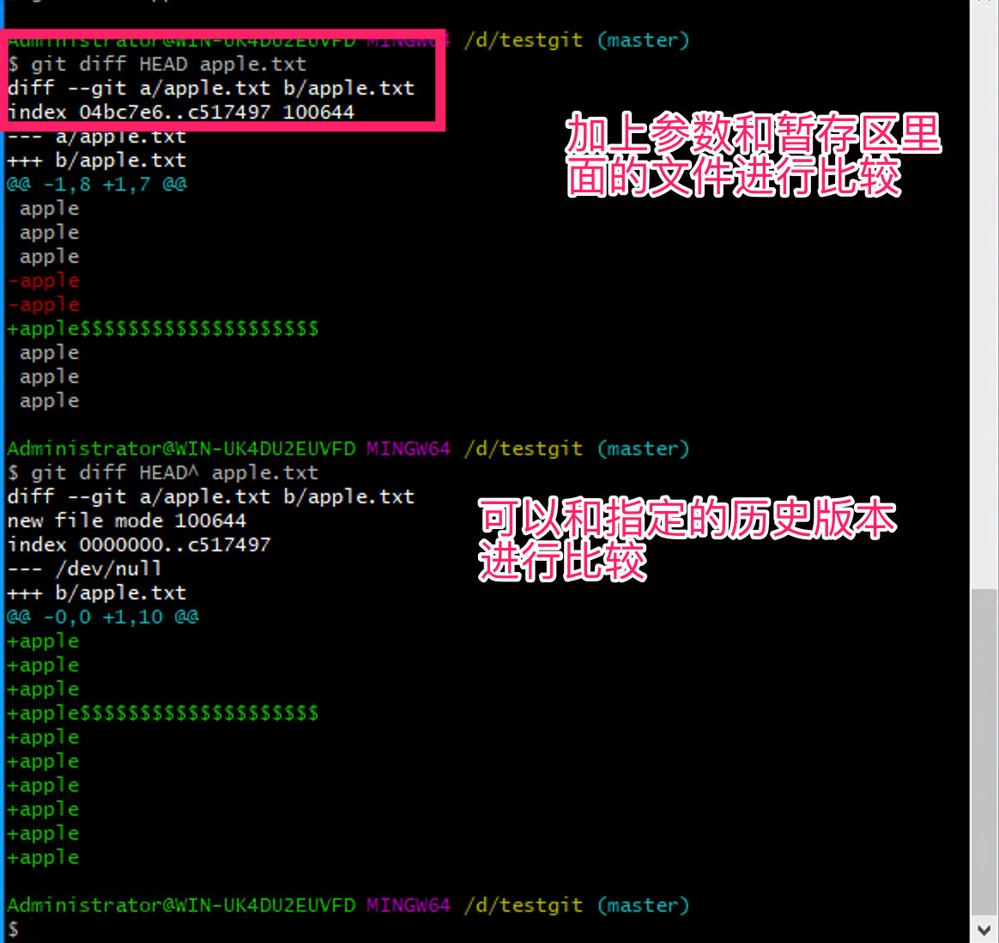 Administrator@WIN-UK4DU2EUVFD MINGW64 /d/testgit (master)
$ git diff HEAD apple.txt
diff --git a/apple.txt b/apple.txt
index 04bc7e6..c517497 100644
--- a/apple.txt
+++ b/apple.txt
@@ -1,8 +1,7 @@
 apple
 apple
 apple
-apple
-apple
+apple$$$$$$$$$$$$$$$$$$$$
 apple
 apple
 apple
加上参数和暂存区里
面的文件进行比较
Administrator@WIN-UK4DU2EUVFD MINGW64 /d/testgit (master)
$ git diff HEAD^ apple.txt
diff --git a/apple.txt b/apple.txt
new file mode 100644
index 0000000..c517497
--- /dev/null
+++ b/apple.txt
@@ -0,0 +1,10 @@
+apple
+apple
+apple
+apple$$$$$$$$$$$$$$$$$$$$
+apple
+apple
+apple
+apple
+apple
+apple
可以和指定的历史版本
进行比较
Administrator@WIN-UK4DU2EUVFD MINGW64 /d/testgit (master)
$